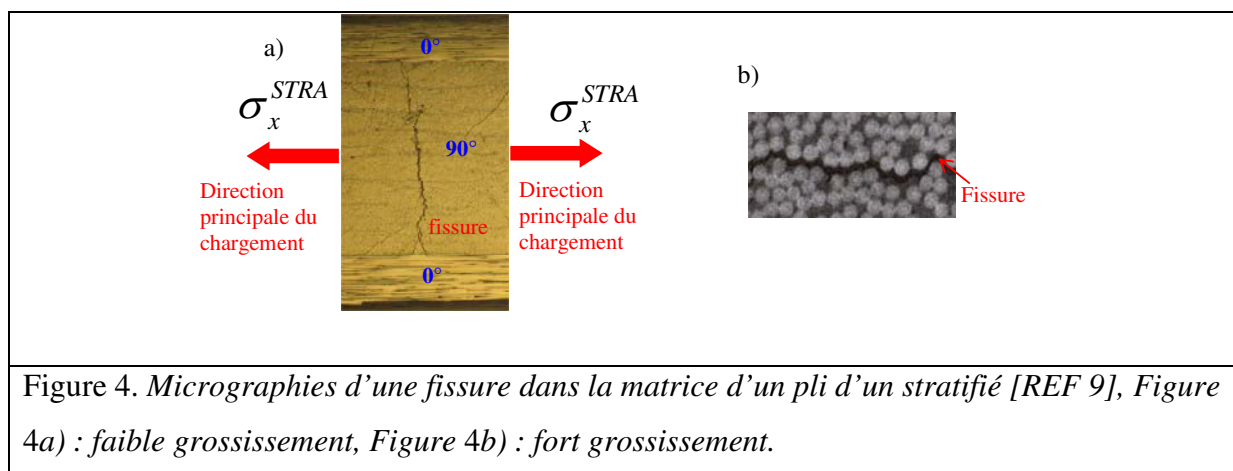 a)
0°
σ_x^{STRA}
90°
σ_x^{STRA}
Direction
principale du
chargement
fissure
Direction
principale du
chargement
0°
b)
Fissure
Figure 4. Micrographies d'une fissure dans la matrice d'un pli d'un stratifié [REF 9], Figure
4a) : faible grossissement, Figure 4b) : fort grossissement.